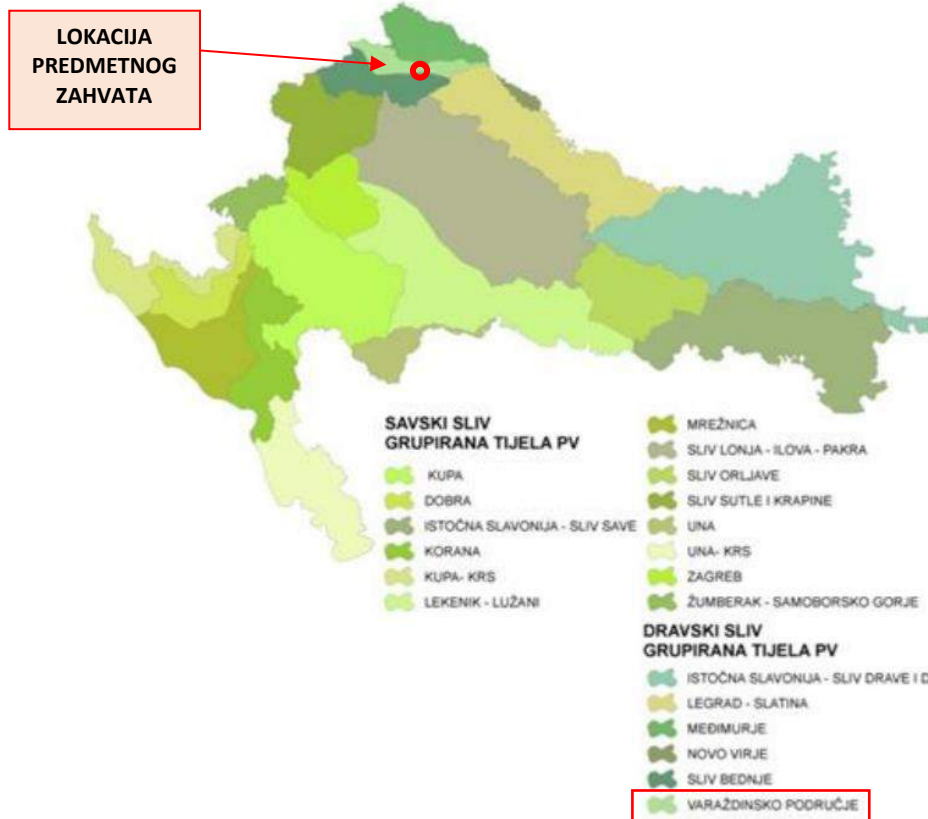 LOKACIJA
PREDMETNOG
ZAHVATA
SAVSKI SLIV
GRUPIRANA TIJELA PV
KUPA
DOBRA
ISTOČNA SLAVONIJA - SLIV SAVE
KORANA
KUPA- KRS
LEKENIK - LUŽANI
MREŽNICA
SLIV LONJA - ILOVA - PAKRA
SLIV ORLJAVE
SLIV SUTLE I KRAPINE
UNA
UNA- KRS
ZAGREB
ŽUMBERAK - SAMOBORSKO GORJE
DRAVSKI SLIV
GRUPIRANA TIJELA PV
ISTOČNA SLAVONIJA - SLIV DRAVE I D
LEGRAD - SLATINA
MEĐIMURJE
NOVO VIRJE
SLIV BEDNJE
VARAŽDINSKO PODRUČJE